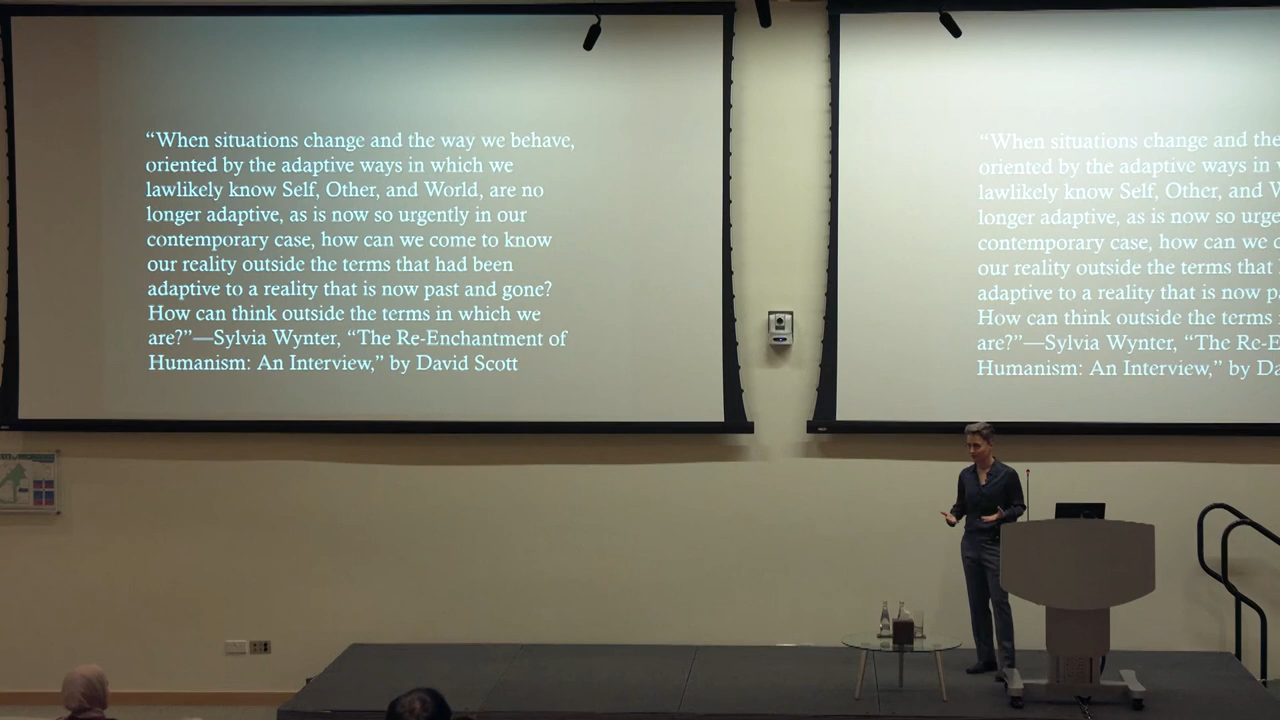 “When situations change and the way we behave,
oriented by the adaptive ways in which we
lawlikely know Self, Other, and World, are no
longer adaptive, as is now so urgently in our
contemporary case, how can we come to know
our reality outside the terms that had been
adaptive to a reality that is now past and gone?
How can think outside the terms in which we
are?”—Sylvia Wynter, “The Re-Enchantment of
Humanism: An Interview,” by David Scott
“When situations change and the
oriented by the adaptive ways in
lawlikely know Self, Other, and
longer adaptive, as is now so
contemporary case, how can we
our reality outside the terms that
adaptive to a reality that is now
How can think outside the terms
are?”—Sylvia Wynter, “The
Humanism: An Interview,” by